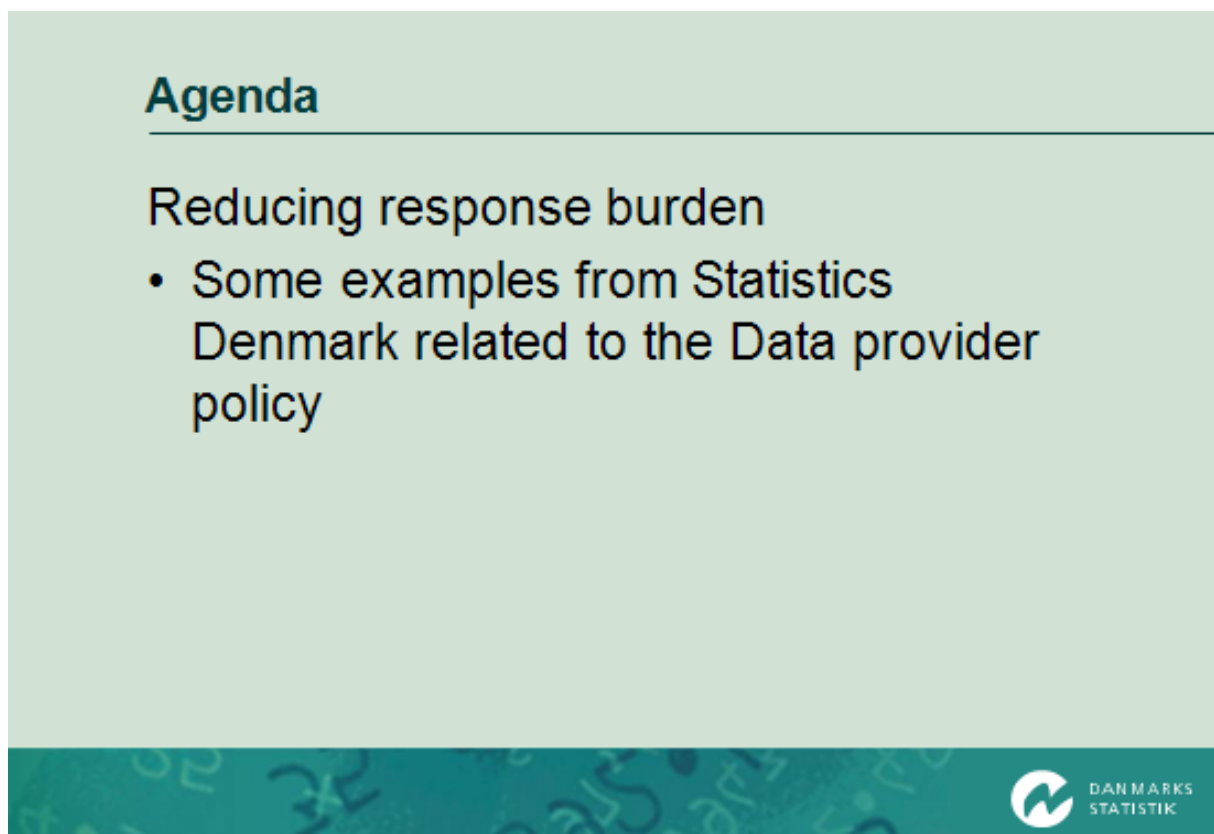 Agenda
Reducing response burden
• Some examples from Statistics
Denmark related to the Data provider
policy
DANMARKS
STATISTIK